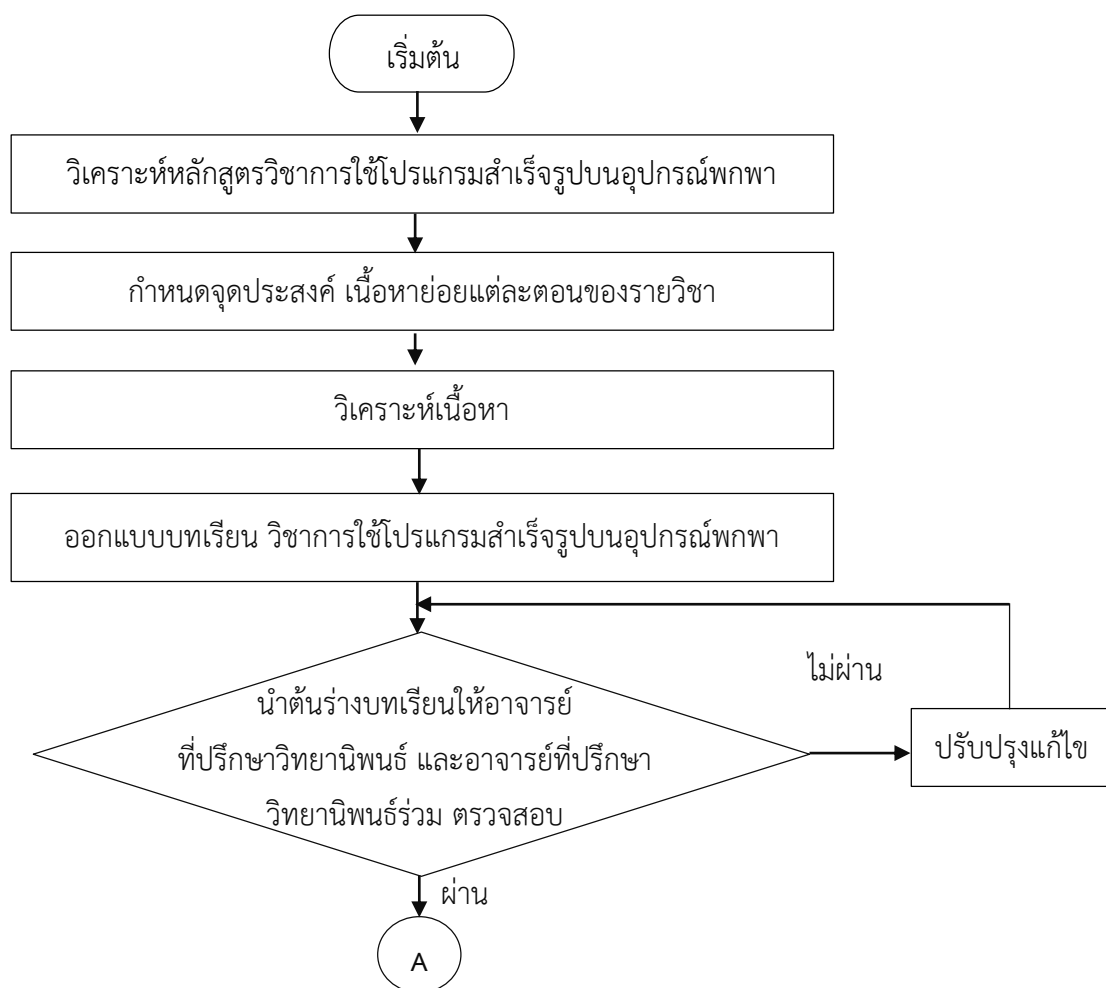 เริ่มต้น
วิเคราะห์หลักสูตรวิชาการใช้โปรแกรมสำเร็จรูปบนอุปกรณ์พกพา
กำหนดจุดประสงค์ เนื้อหาย่อยแต่ละตอนของรายวิชา
วิเคราะห์เนื้อหา
ออกแบบบทเรียน วิชาการใช้โปรแกรมสำเร็จรูปบนอุปกรณ์พกพา
นำต้นร่างบทเรียนให้อาจารย์
ที่ปรึกษาวิทยานิพนธ์ และอาจารย์ที่ปรึกษา
วิทยานิพนธ์ร่วม ตรวจสอบ
ไม่ผ่าน
ปรับปรุงแก้ไข
ผ่าน
A